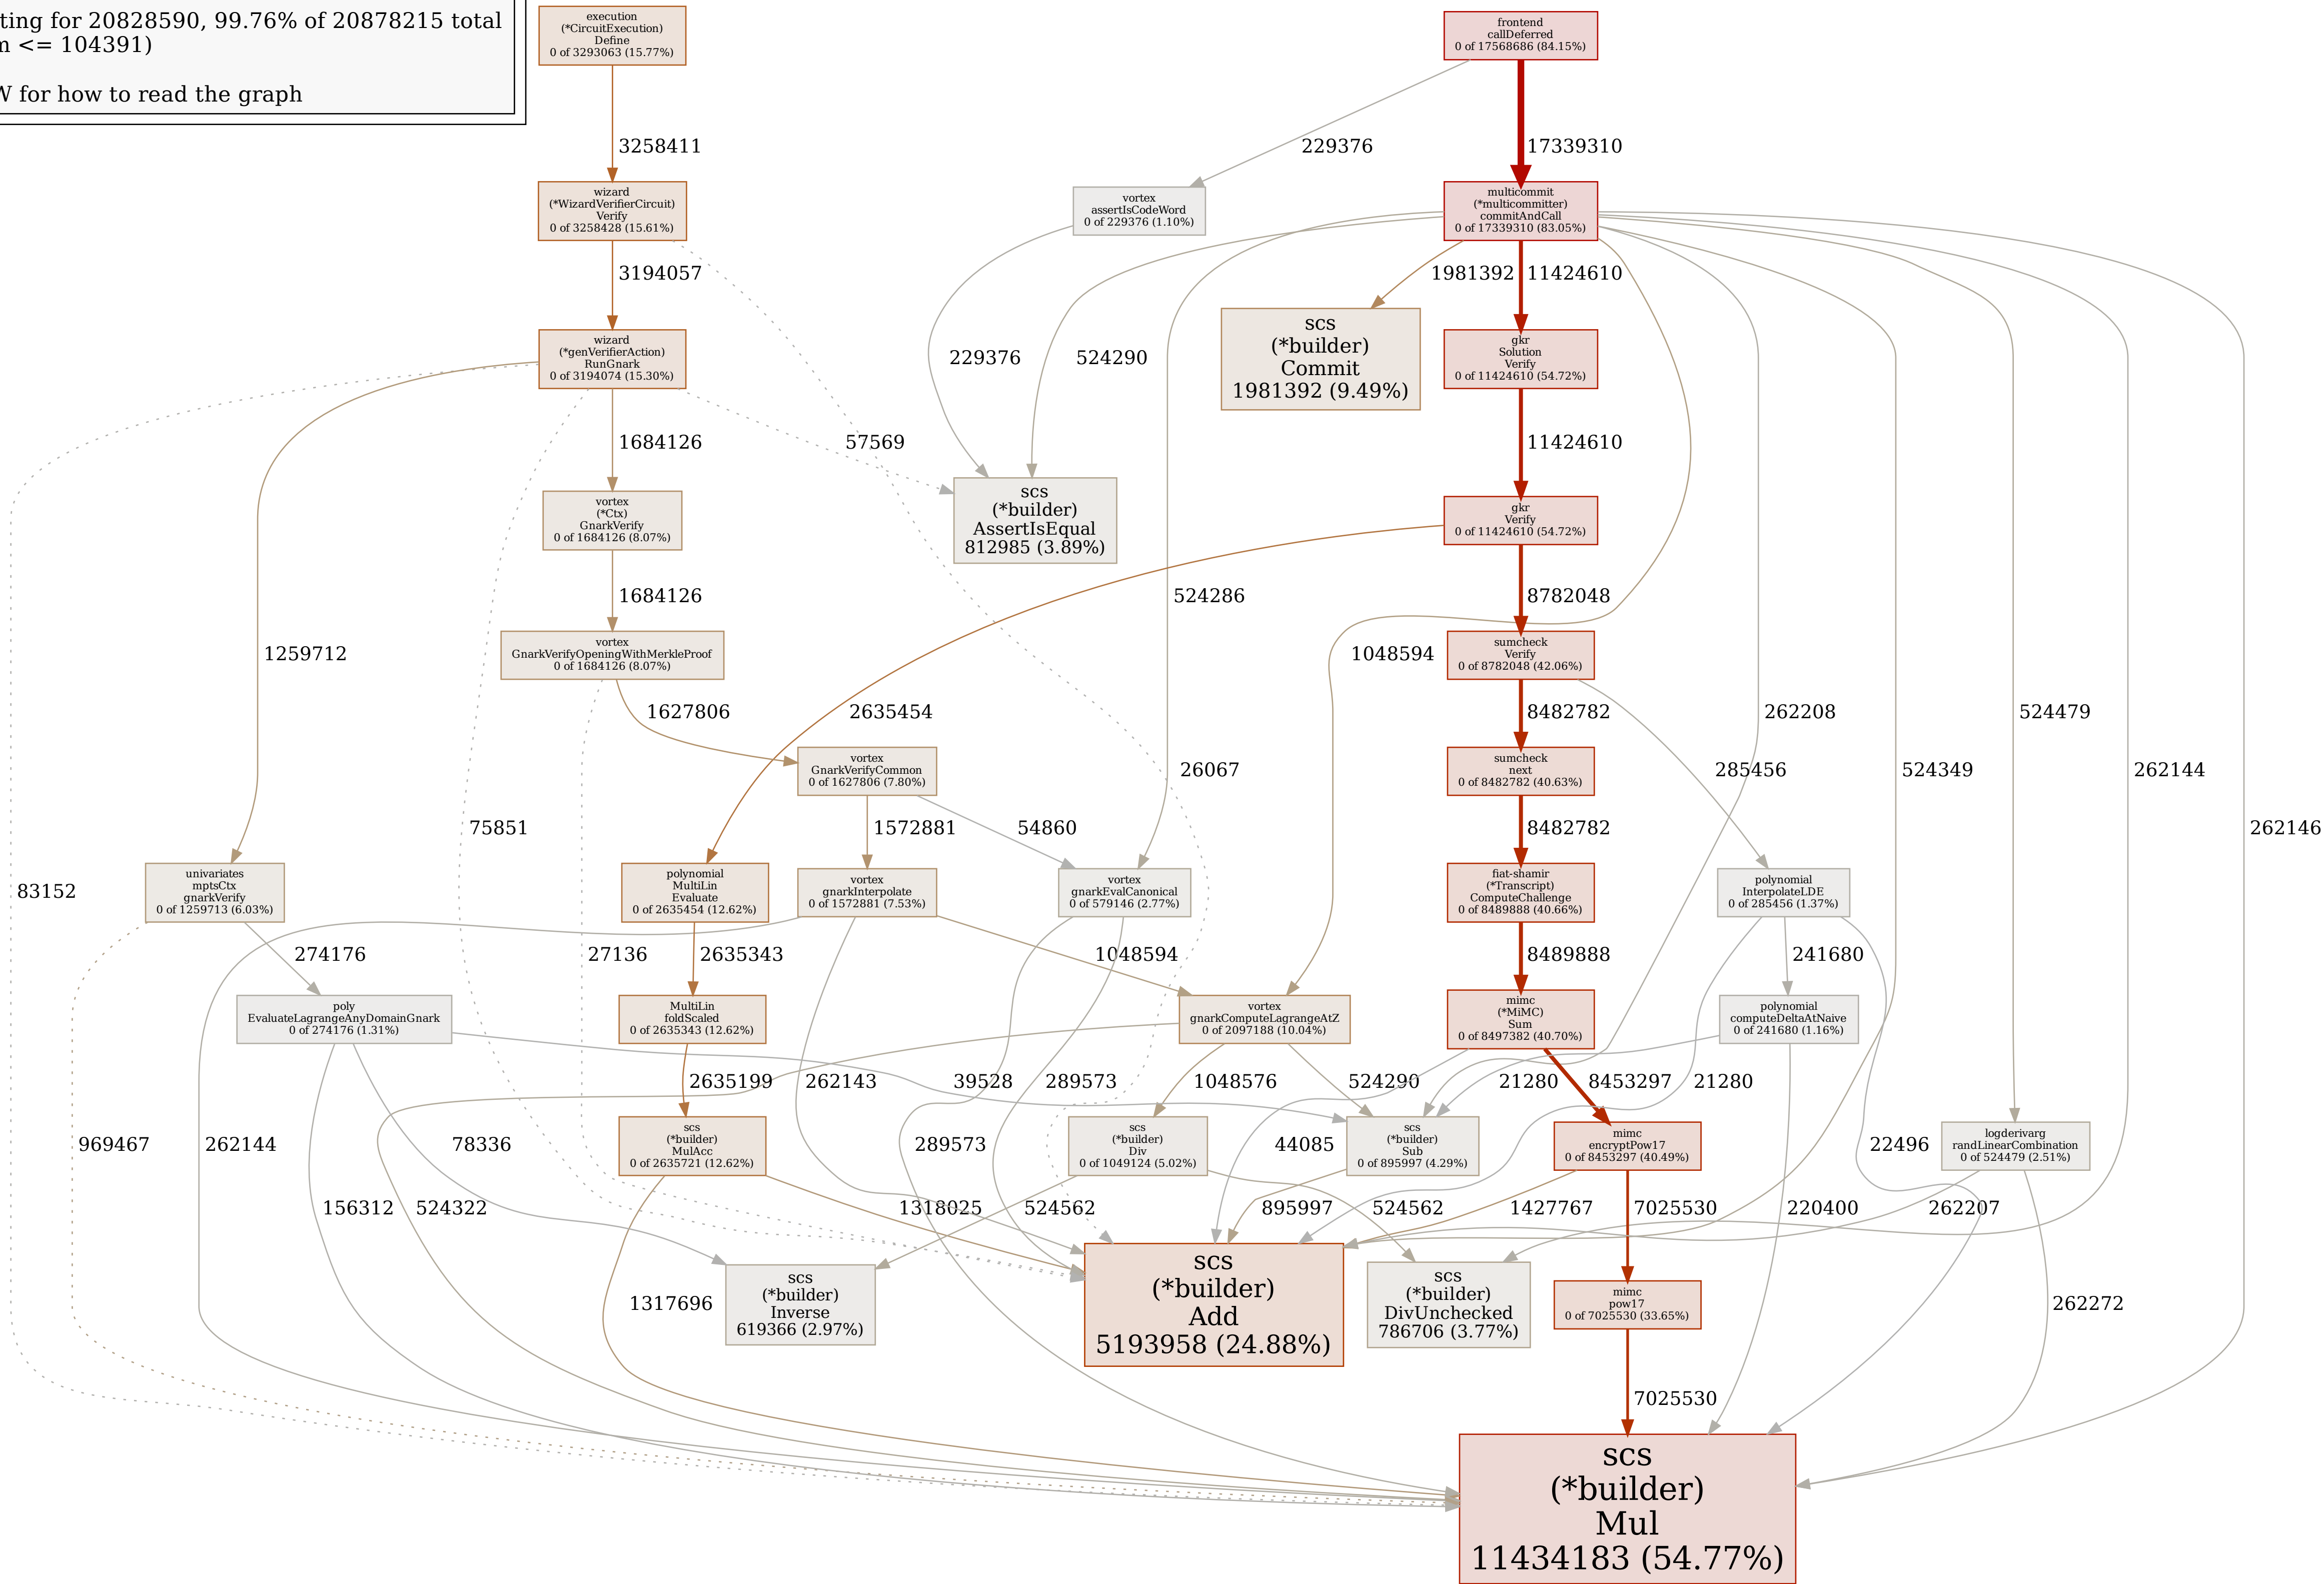 ting for 20828590, 99.76% of 20878215 total
n <= 104391)
W for how to read the graph
execution
(*CircuitExecution)
Define
0 of 3293063 (15.77%)
frontend
callDeferred
0 of 17568686 (84.15%)
3258411
229376
17339310
wizard
(*WizardVerifierCircuit)
Verify
0 of 3258428 (15.61%)
vortex
assertIsCodeWord
0 of 229376 (1.10%)
multicommit
(*multicommitter)
commitAndCall
0 of 17339310 (83.05%)
3194057
1981392
11424610
wizard
(*genVerifierAction)
RunGnark
0 of 3194074 (15.30%)
229376
524290
scs
(*builder)
Commit
1981392 (9.49%)
gkr
Solution
Verify
0 of 11424610 (54.72%)
1684126
57569
11424610
vortex
(*Ctx)
GnarkVerify
0 of 1684126 (8.07%)
scs
(*builder)
AssertIsEqual
812985 (3.89%)
gkr
Verify
0 of 11424610 (54.72%)
1684126
524286
8782048
1259712
vortex
GnarkVerifyOpeningWithMerkleProof
0 of 1684126 (8.07%)
1048594
sumcheck
Verify
0 of 8782048 (42.06%)
1627806
2635454
8482782
262208
524479
vortex
GnarkVerifyCommon
0 of 1627806 (7.80%)
26067
sumcheck
next
0 of 8482782 (40.63%)
285456
524349
262144
75851
1572881
54860
8482782
262146
83152
univariates
mptsCtx
gnarkVerify
0 of 1259713 (6.03%)
polynomial
MultiLin
Evaluate
0 of 2635454 (12.62%)
vortex
gnarkInterpolate
0 of 1572881 (7.53%)
vortex
gnarkEvalCanonical
0 of 579146 (2.77%)
fiat-shamir
(*Transcript)
ComputeChallenge
0 of 8489888 (40.66%)
polynomial
InterpolateLDE
0 of 285456 (1.37%)
274176
27136
2635343
1048594
8489888
241680
poly
EvaluateLagrangeAnyDomainGnark
0 of 274176 (1.31%)
MultiLin
foldScaled
0 of 2635343 (12.62%)
vortex
gnarkComputeLagrangeAtZ
0 of 2097188 (10.04%)
mimc
(*MiMC)
Sum
0 of 8497382 (40.70%)
polynomial
computeDeltaAtNaive
0 of 241680 (1.16%)
2635199
262143
39528
289573
1048576
524290
21280
8453297
21280
969467
262144
78336
scs
(*builder)
MulAcc
0 of 2635721 (12.62%)
289573
scs
(*builder)
Div
0 of 1049124 (5.02%)
44085
scs
(*builder)
Sub
0 of 895997 (4.29%)
mimc
encryptPow17
0 of 8453297 (40.49%)
22496
logderivarg
randLinearCombination
0 of 524479 (2.51%)
156312
524322
1318025
524562
895997
524562
1427767
7025530
220400
262207
1317696
scs
(*builder)
Inverse
619366 (2.97%)
scs
(*builder)
Add
5193958 (24.88%)
scs
(*builder)
DivUnchecked
786706 (3.77%)
mimc
pow17
0 of 7025530 (33.65%)
262272
7025530
scs
(*builder)
Mul
11434183 (54.77%)